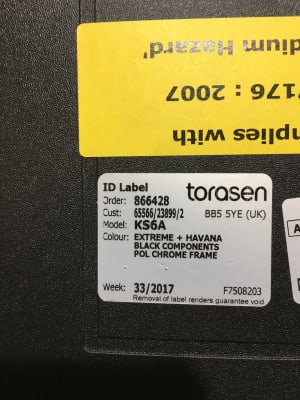 dium Hazard'
7176 : 2007
mplies with
ID Label
torasen
Order: 866428
Cust: 65566/23899/2
BB5 5YE (UK)
Model: KS6A
Colour: EXTREME + HAVANA
BLACK COMPONENTS
POL CHROME FRAME
Week: 33/2017
F7508203
Removal of label renders guarantee void
A